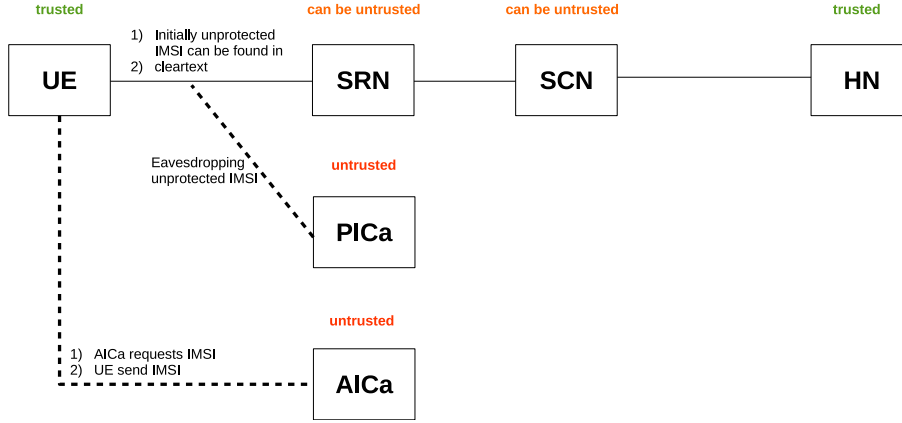 trusted
can be untrusted
can be untrusted
trusted
1) Initially unprotected
IMSI can be found in
2) cleartext
UE
SRN
SCN
HN
Eavesdropping
unprotected IMSI
untrusted
PICa
untrusted
1) AICa requests IMSI
2) UE send IMSI
AICa